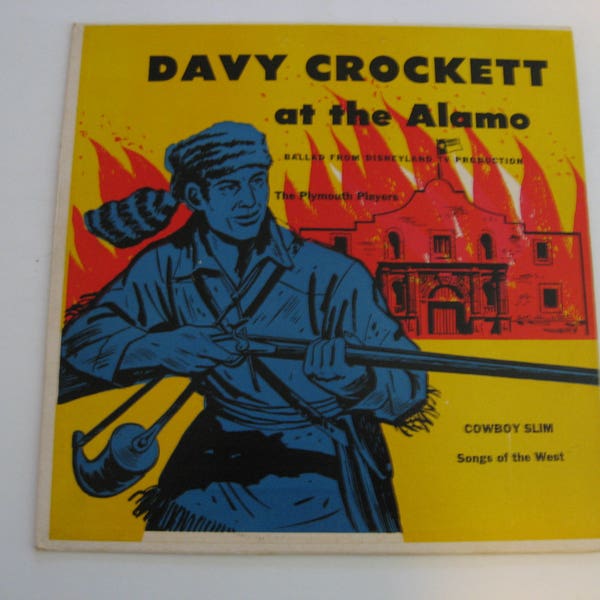 DAVY CROCKETT
at the Alamo
BALLAD FROM DISNEYLAND TV PRODUCTION
The Plymouth Players
COWBOY SLIM
Songs of the West